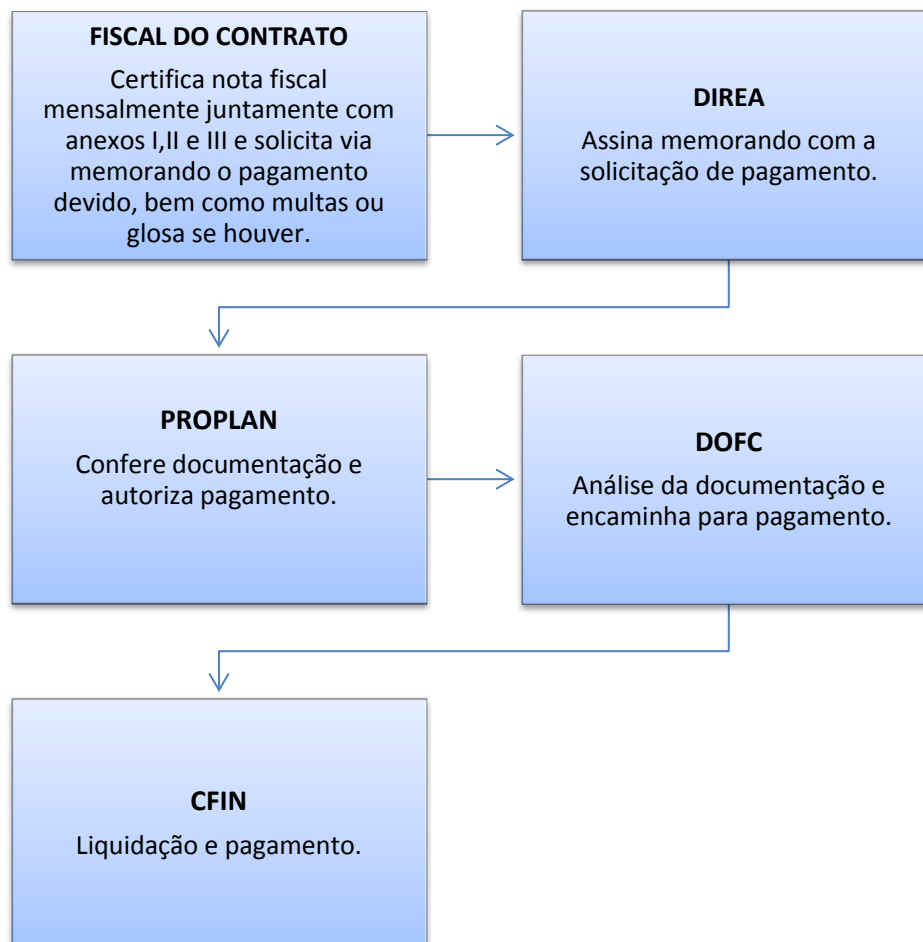 FISCAL DO CONTRATO
Certifica nota fiscal
mensalmente juntamente com
anexos I,II e III e solicita via
memorando o pagamento
devido, bem como multas ou
glosa se houver.
DIREA
Assina memorando com a
solicitação de pagamento.
PROPLAN
Confere documentação e
autoriza pagamento.
DOFC
Análise da documentação e
encaminha para pagamento.
CFIN
Liquidação e pagamento.